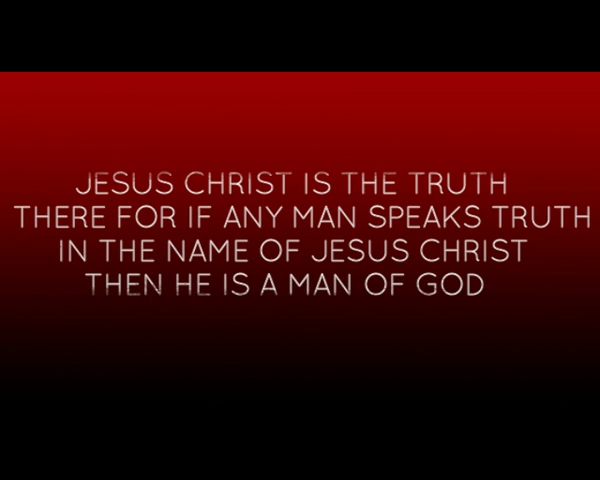 JESUS CHRIST IS THE TRUTH
THERE FOR IF ANY MAN SPEAKS TRUTH
IN THE NAME OF JESUS CHRIST
THEN HE IS A MAN OF GOD